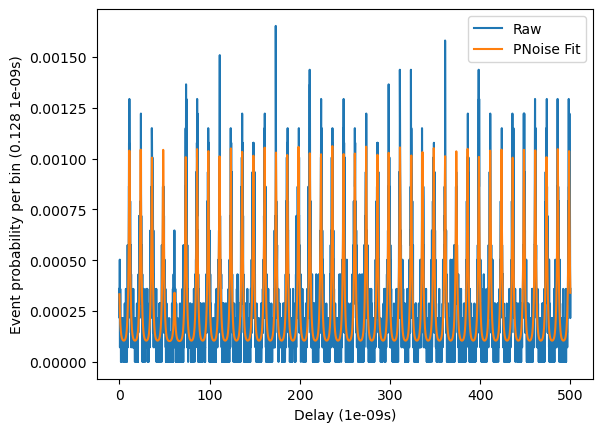 Raw
PNoise Fit
Event probability per bin (0.128 1e-09s)
0.00150
0.00125
0.00100
0.00075
0.00050
0.00025
0.00000
0 100 200 300 400 500
Delay (1e-09s)